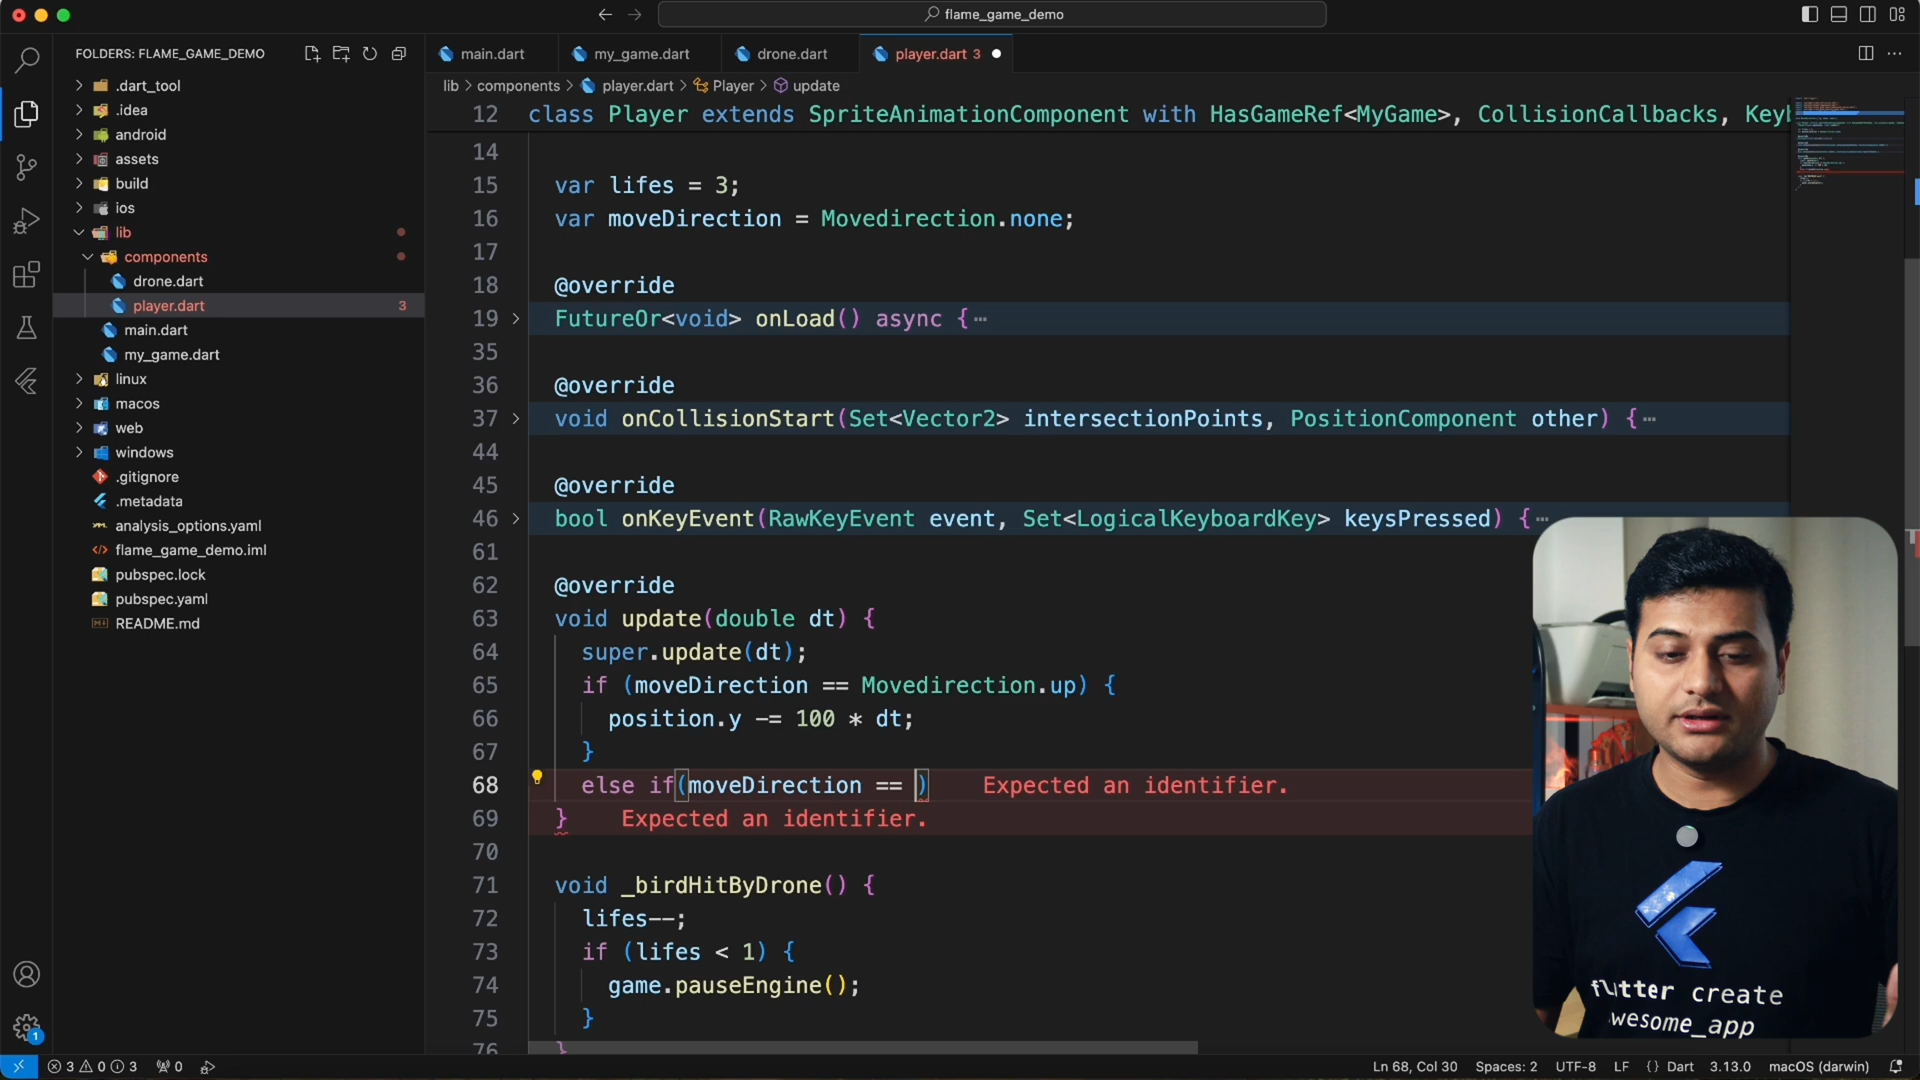 flame_game_demo
FOLDERS: FLAME_GAME_DEMO
.dart_tool
.idea
android
assets
build
ios
lib
components
drone.dart
player.dart 3
main.dart
my_game.dart
linux
macos
web
windows
.gitignore
.metadata
analysis_options.yaml
flame_game_demo.iml
pubspec.lock
pubspec.yaml
README.md
1
main.dart
my_game.dart
drone.dart
player.dart 3
lib > components > player.dart > Player > update
12 class Player extends SpriteAnimationComponent with HasGameRef<MyGame>, CollisionCallbacks, Keyb
14
15 var lifes = 3;
16 var moveDirection = Movedirection.none;
17
18 @override
19 FutureOr<void> onLoad() async {⋯
35
36 @override
37 void onCollisionStart(Set<Vector2> intersectionPoints, PositionComponent other) {⋯
44
45 @override
46 bool onKeyEvent(RawKeyEvent event, Set<LogicalKeyboardKey> keysPressed) {⋯
61
62 @override
63 void update(double dt) {
64 super.update(dt);
65 if (moveDirection == Movedirection.up) {
66 position.y -= 100 * dt;
67 }
68 else if(moveDirection == ) Expected an identifier.
69 } Expected an identifier.
70
71 void _birdHitByDrone() {
72 lifes--;
73 if (lifes < 1) {
74 game.pauseEngine();
75 }
76 }
flutter create
wesome_app
3 0 3 0
Ln 68, Col 30 Spaces: 2 UTF-8 LF {} Dart 3.13.0 macOS (darwin)